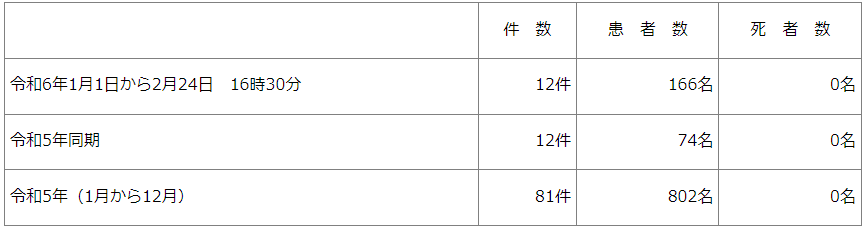 件　数　患　者　数　死　者　数
令和6年1月1日から2月24日　16時30分　12件　166名　0名
令和5年同期　12件　74名　0名
令和5年（1月から12月）　81件　802名　0名